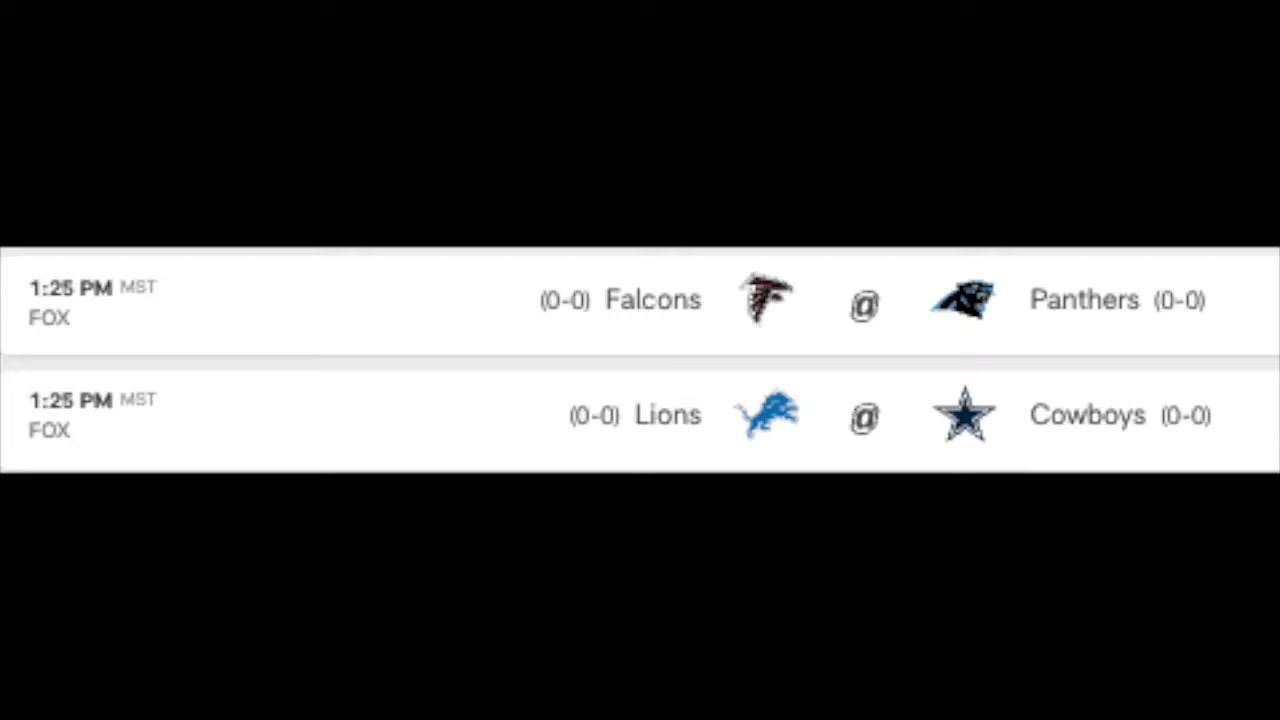 1:25 PM MST
FOX
(0-0) Falcons @ Panthers (0-0)
1:25 PM MST
FOX
(0-0) Lions @ Cowboys (0-0)